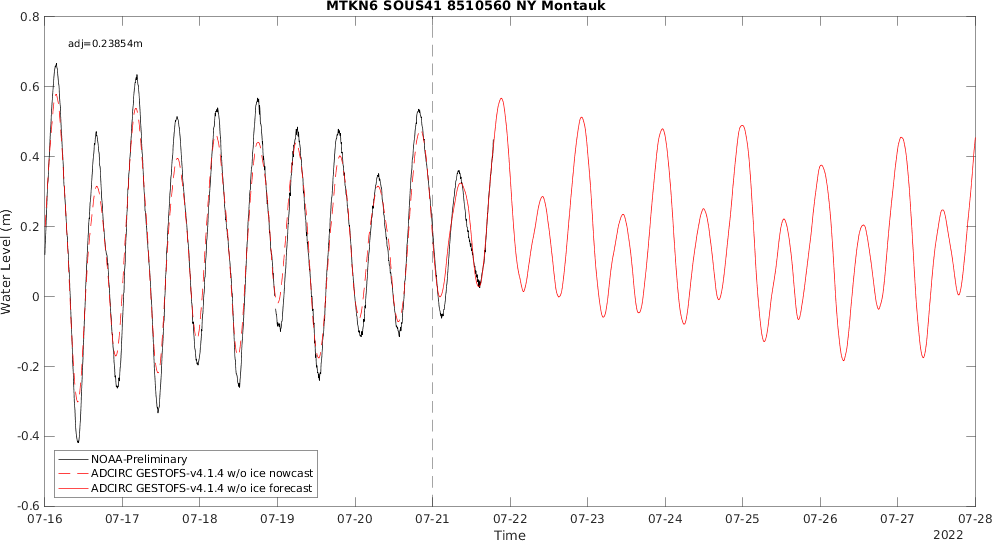 MTKN6 SOUS41 8510560 NY Montauk
adj=0.23854m
0.8
0.6
0.4
0.2
0
-0.2
-0.4
-0.6
Water Level (m)
NOAA-Preliminary
ADCIRC GESTOFS-v4.1.4 w/o ice nowcast
ADCIRC GESTOFS-v4.1.4 w/o ice forecast
07-16 07-17 07-18 07-19 07-20 07-21 07-22 07-23 07-24 07-25 07-26 07-27 07-28
Time
2022